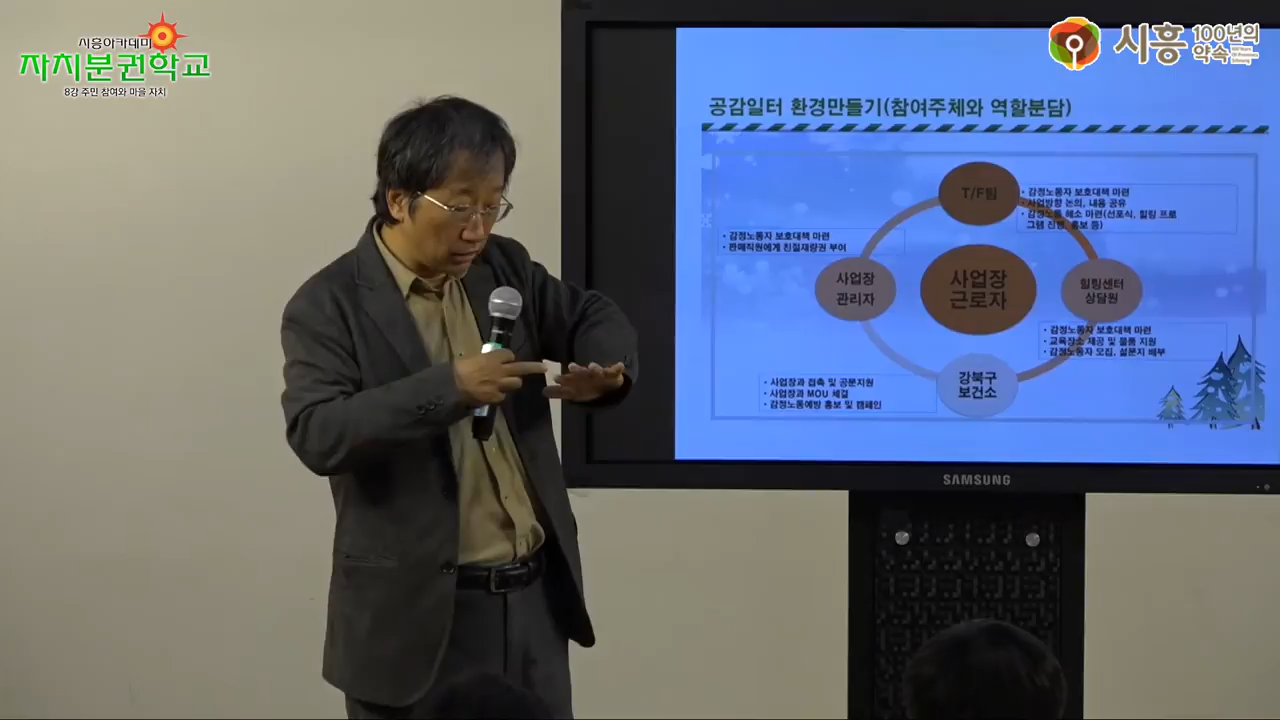 시흥아카데미
자치분권학교
8강 주민 참여와 마을 자치
시흥 100년의 약속
공감일터 환경만들기(참여주체와 역할분담)
T/F팀
• 감정노동자 보호대책 마련
• 사업방향 논의, 내용 공유
• 감정노동 해소 마련(선포식, 힐링 프로
그램 진행, 홍보 등)
• 감정노동자 보호대책 마련
• 판매직원에게 친절재량권 부여
사업장
관리자
사업장
근로자
힐링센터
상담원
• 감정노동자 보호대책 마련
• 교육장소 제공 및 물품 지원
• 감정노동자 모집, 설문지 배부
강북구
보건소
• 사업장과 접촉 및 공문지원
• 사업장과 MOU 체결
• 감정노동예방 홍보 및 캠페인
SAMSUNG